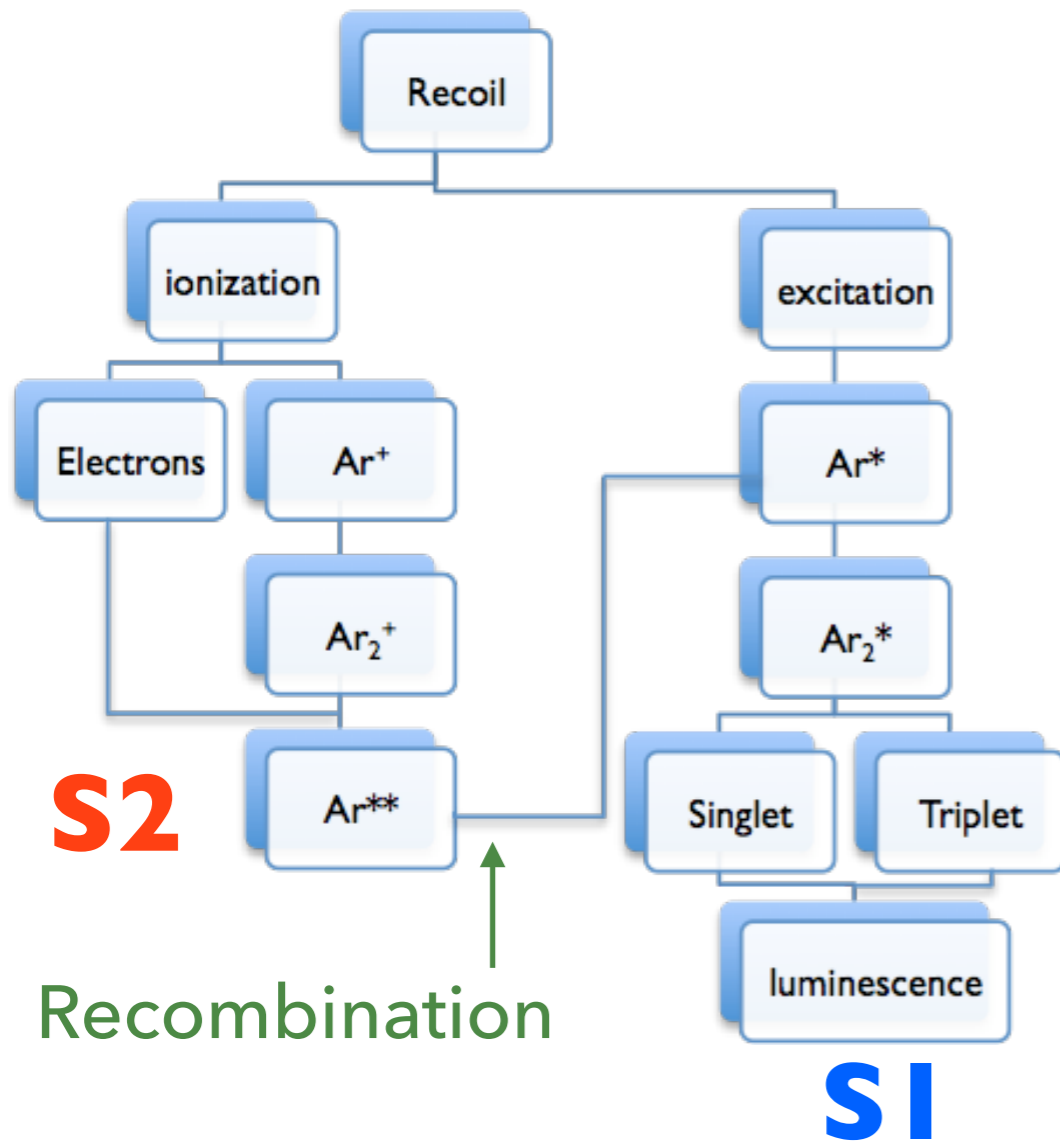 Recoil
ionization
excitation
Electrons
Ar⁺
Ar*
Ar₂⁺
Ar₂*
S2
Ar**
Singlet
Triplet
Recombination
luminescence
S1